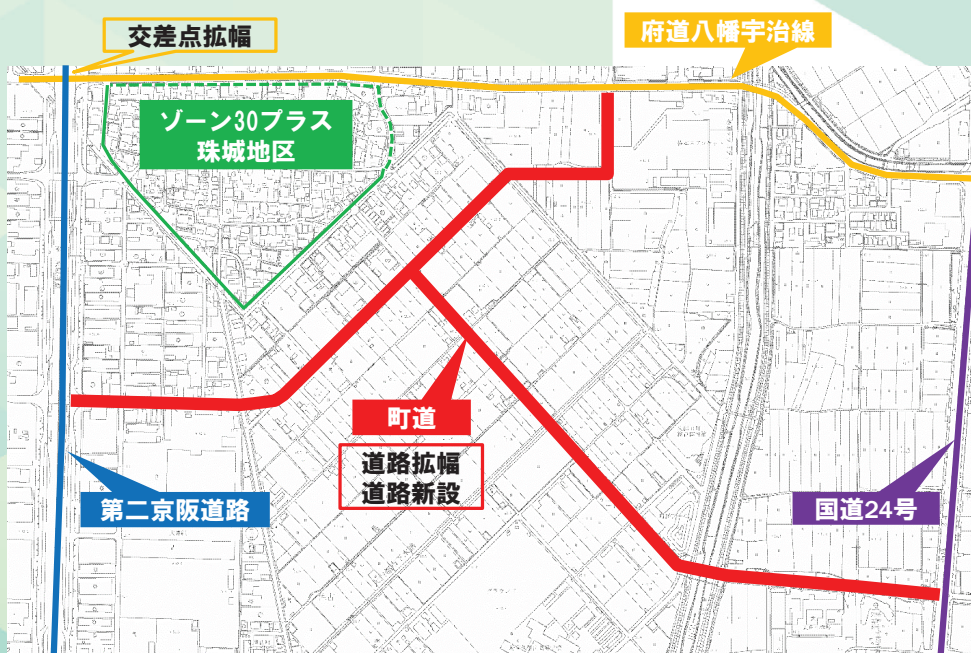 交差点拡幅
府道八幡宇治線
ゾーン30プラス
珠城地区
町道
道路拡幅
道路新設
第二京阪道路
国道24号